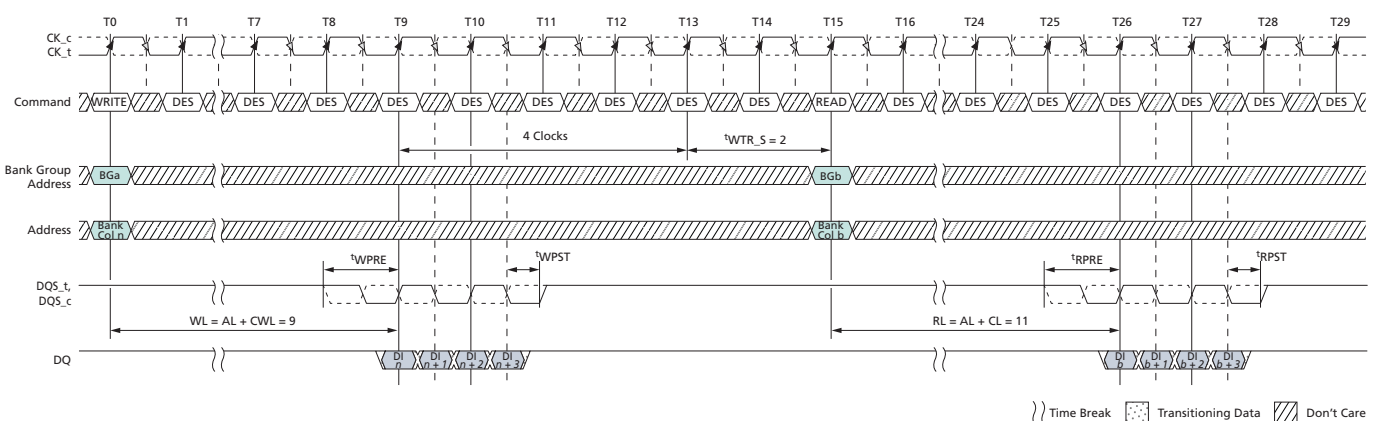 T0 T1 T7 T8 T9 T10 T11 T12 T13 T14 T15 T16 T24 T25 T26 T27 T28 T29
CK_c
CK_t
Command WRITE DES DES DES DES DES DES DES DES DES READ DES DES DES DES DES DES DES
4 Clocks tWTR_S = 2
Bank Group
Address BGa BGb
Address Bank Col n Bank Col b
tWPRE tWPST tRPRE tRPST
DQS_t,
DQS_c
WL = AL + CWL = 9 RL = AL + CL = 11
DQ DI n DI n + 1 DI n + 2 DI n + 3 DI b DI b + 1 DI b + 2 DI b + 3
Time Break Transitioning Data Don't Care